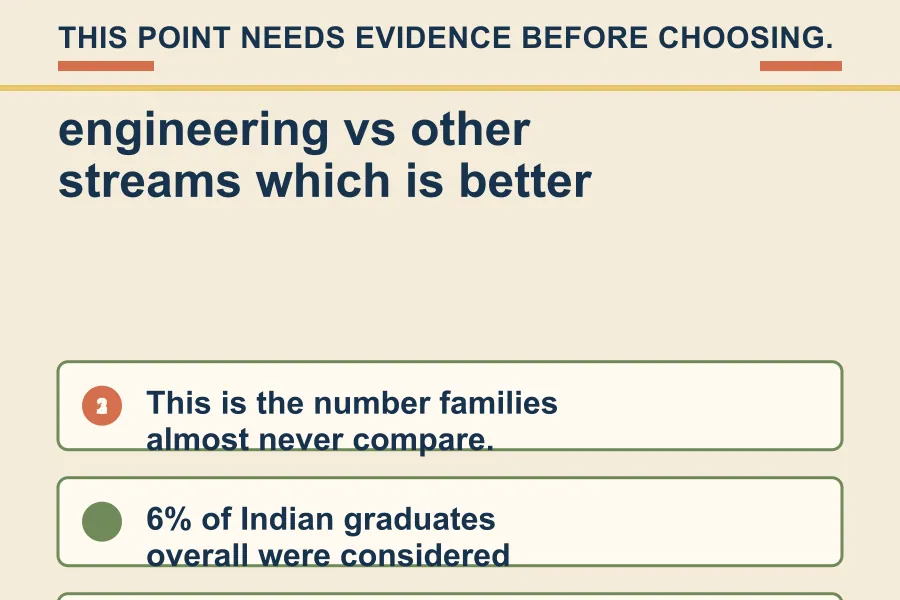 THIS POINT NEEDS EVIDENCE BEFORE CHOOSING.
engineering vs other
streams which is better
This is the number families
almost never compare.
6% of Indian graduates
overall were considered